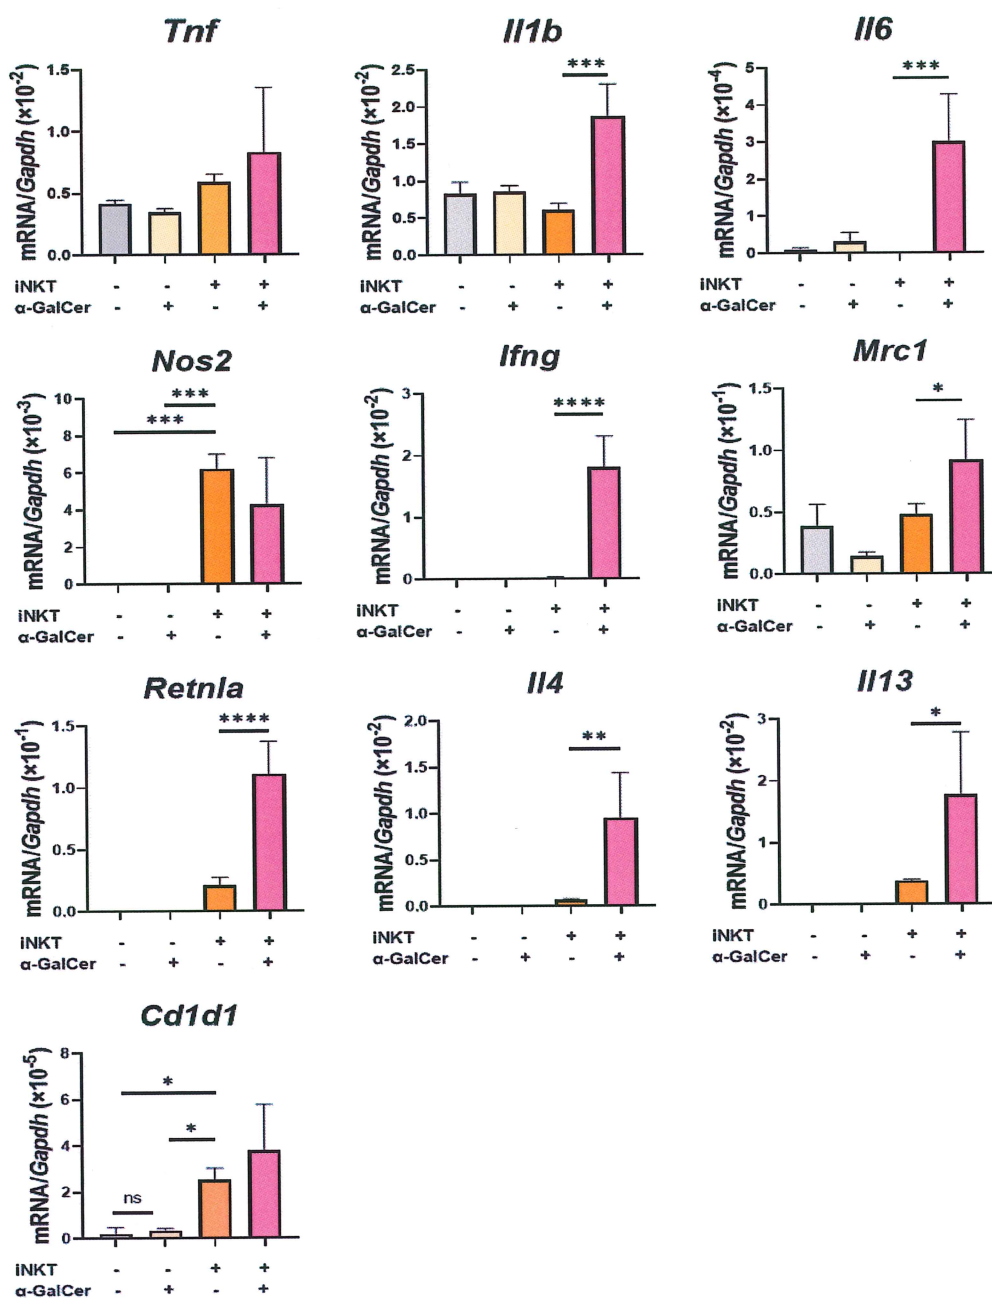 Tnf
mRNA/Gapdh (×10-2)
1.5
1.0
0.5
0.0
iNKT - - + +
α-GalCer - + - +
Il1b
***
mRNA/Gapdh (×10-2)
2.5
2.0
1.5
1.0
0.5
0.0
iNKT - - + +
α-GalCer - + - +
Il6
***
mRNA/Gapdh (×10-4)
5
4
3
2
1
0
iNKT - - + +
α-GalCer - + - +
Nos2
***
***
mRNA/Gapdh (×10-3)
10
8
6
4
2
0
iNKT - - + +
α-GalCer - + - +
Ifng
****
mRNA/Gapdh (×10-2)
3
2
1
0
iNKT - - + +
α-GalCer - + - +
Mrc1
*
mRNA/Gapdh (×10-1)
1.5
1.0
0.5
0.0
iNKT - - + +
α-GalCer - + - +
Retnla
****
mRNA/Gapdh (×10-1)
1.5
1.0
0.5
0.0
iNKT - - + +
α-GalCer - + - +
Il4
**
mRNA/Gapdh (×10-2)
2.0
1.5
1.0
0.5
0.0
iNKT - - + +
α-GalCer - + - +
Il13
*
mRNA/Gapdh (×10-2)
3
2
1
0
iNKT - - + +
α-GalCer - + - +
Cd1d1
*
*
ns
mRNA/Gapdh (×10-5)
8
6
4
2
0
iNKT - - + +
α-GalCer - + - +